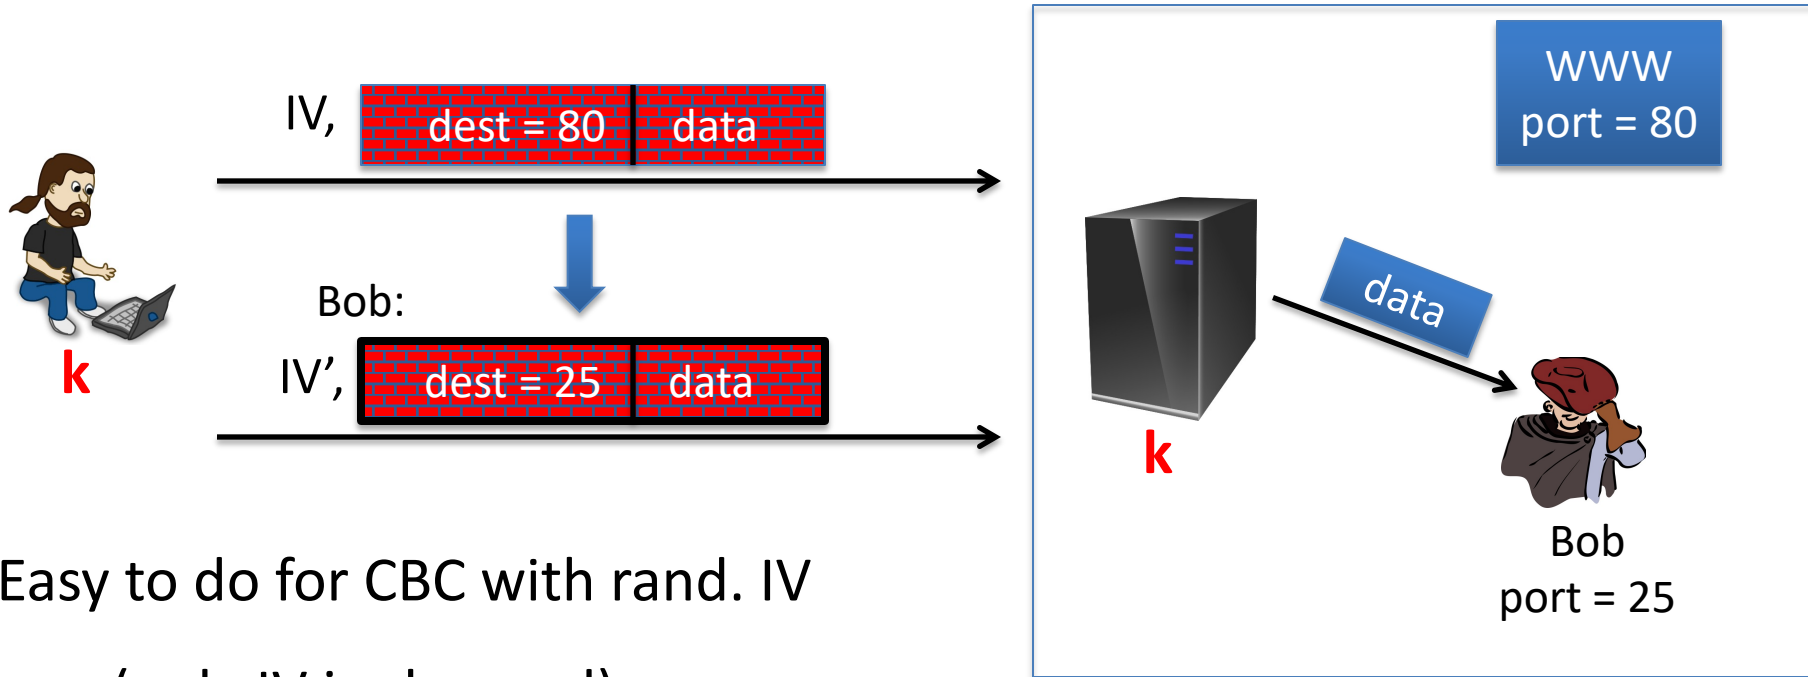 IV,
dest = 80
data
WWW
port = 80
k
Bob:
IV',
dest = 25
data
data
k
Bob
port = 25
Easy to do for CBC with rand. IV